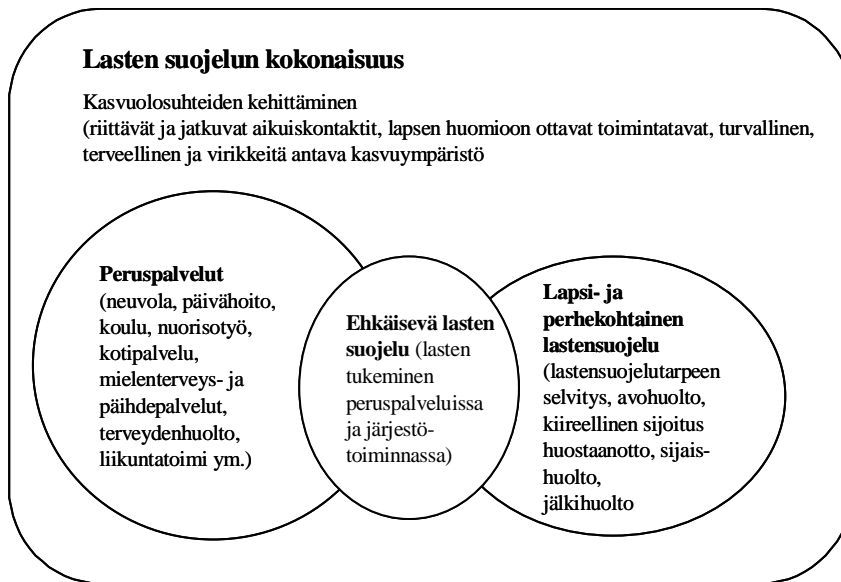 Lasten suojelun kokonaisuus
Kasvuolosuhteiden kehittäminen
(riittävät ja jatkuvat aikuiskontaktit, lapsen huomioon ottavat toimintatavat, turvallinen,
terveellinen ja virikkeitä antava kasvuympäristö
Peruspalvelut
(neuvola, päivähoito,
koulu, nuorisotyö,
kotipalvelu,
mielenterveys- ja
päihdepalvelut,
terveydenhuolto,
liikuntatoimi ym.)
Ehkäisevä lasten
suojelu (lasten
tukeminen
peruspalveluissa
ja järjestö-
toiminnassa)
Lapsi- ja
perhekohtainen
lastensuojelu
(lastensuojelutarpeen
selvitys, avohuolto,
kiireellinen sijoitus
huostaanotto, sijais-
huolto,
jälkihuolto